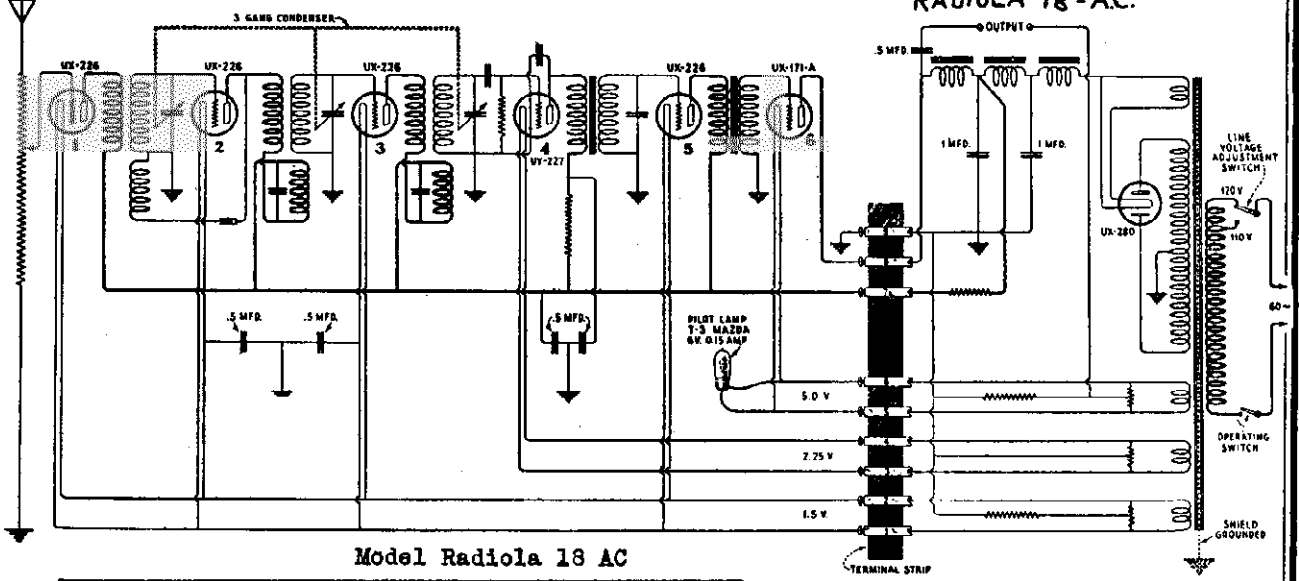 RADIOLA 18-A.C.
3 GANG CONDENSER
OUTPUT
UX-226
UX-226
UX-226
UX-226
UX-171-A
.5 MFD.
2
3
4
5
6
UY-227
1 MFD.
1 MFD.
UX-280
LINE
VOLTAGE
ADJUSTMENT
SWITCH
120 V
110 V
60~
.5 MFD.
.5 MFD.
.5 MFD.
PILOT LAMP
T-3 MAZDA
6V. 0.15 AMP
5.0 V
2.25 V
1.5 V.
OPERATING
SWITCH
SHIELD
GROUNDED
TERMINAL STRIP
Model Radiola 18 AC